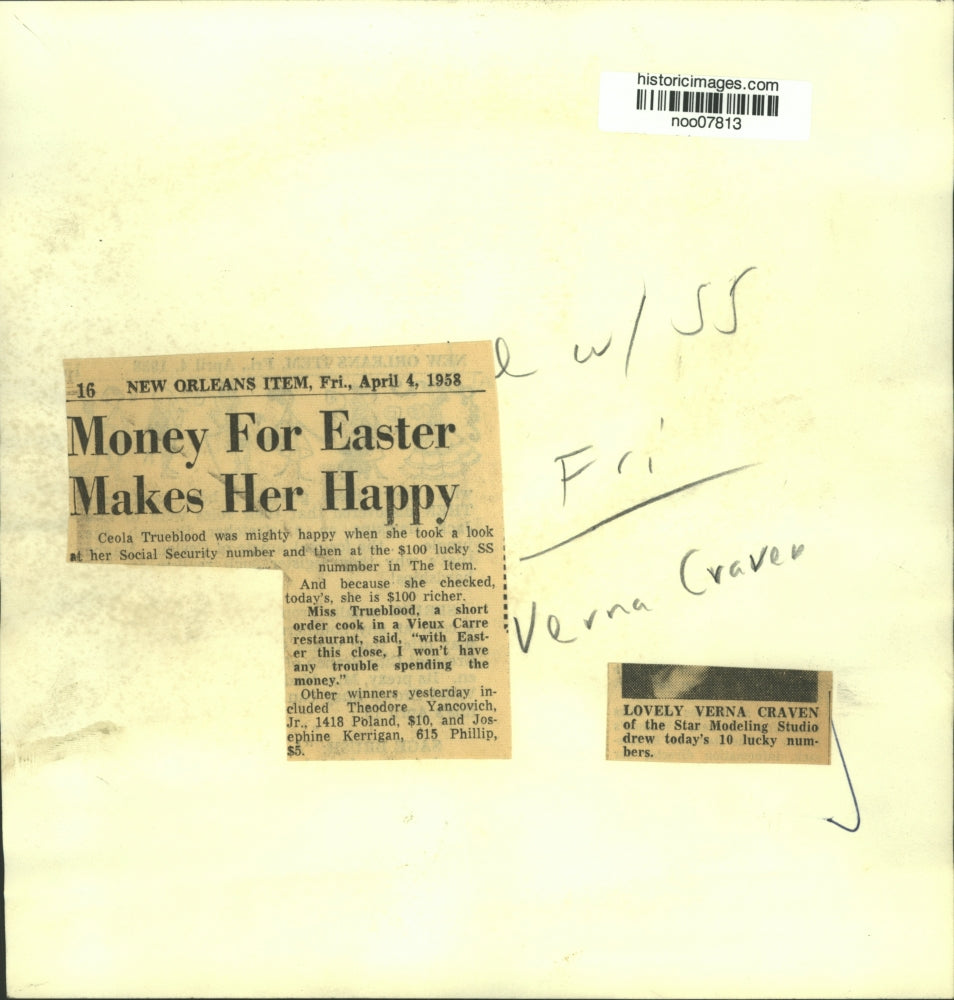 historicimages.com
noo07813
w/ SS
Fri
Verna Craven
16 NEW ORLEANS ITEM, Fri., April 4, 1958
Money For Easter
Makes Her Happy
Ceola Trueblood was mighty happy when she took a look
at her Social Security number and then at the $100 lucky SS
nummber in The Item.
And because she checked,
today's, she is $100 richer.
Miss Trueblood, a short
order cook in a Vieux Carre
restaurant, said, "with East-
er this close, I won't have
any trouble spending the
money."
Other winners yesterday in-
cluded Theodore Yancovich,
Jr., 1418 Poland, $10, and Jos-
ephine Kerrigan, 615 Phillip,
$5.
LOVELY VERNA CRAVEN
of the Star Modeling Studio
drew today's 10 lucky num-
bers.